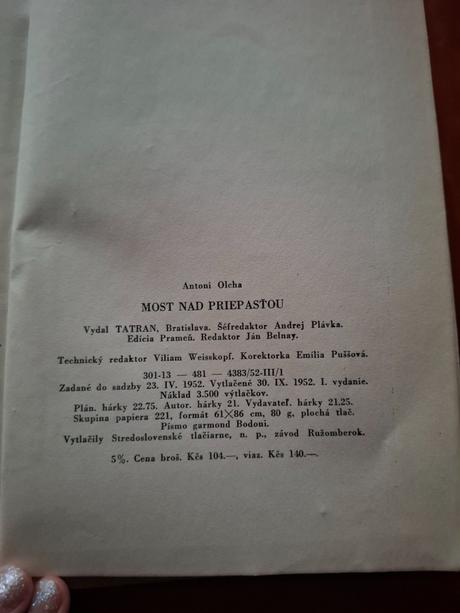 Antoni Olcha
MOST NAD PRIEPASŤOU
Vydal TATRAN, Bratislava. Šéfredaktor Andrej Plávka.
Edícia Prameň. Redaktor Ján Belnay.
Technický redaktor Viliam Weisskopf. Korektorka Emília Puššová.
301-13 — 481 — 4383/52-III/1
Zadané do sadzby 23. IV. 1952. Vytlačené 30. IX. 1952. I. vydanie.
Náklad 3.500 výtlačkov.
Plán. hárky 22.75. Autor. hárky 21. Vydavateľ. hárky 21.25.
Skupina papiera 221, formát 61×86 cm, 80 g, plochá tlač.
Písmo garmond Bodoni.
Vytlačily Stredoslovenské tlačiarne, n. p., závod Ružomberok.
5%. Cena brož. Kčs 104.—, viaz. Kčs 140.—.